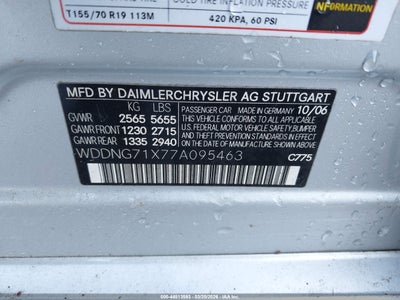 T155/70 R19 113M
420 KPA, 60 PSI
INFORMATION
MFD BY DAIMLERCHRYSLER AG STUTTGART
KG LBS
PASSENGER CAR MADE IN GERMANY 10/06
GVWR 2565 5655
GAWR FRONT 1230 2715
GAWR REAR 1335 2940
THIS VEHICLE CONFORMS TO ALL APPLICABLE
U.S. FEDERAL MOTOR VEHICLE SAFETY, BUMPER
AND THEFT PREVENTION STANDARDS IN EFFECT
ON THE DATE OF MANUFACTURE SHOWN ABOVE.
WDDNG71X77A095463
C775